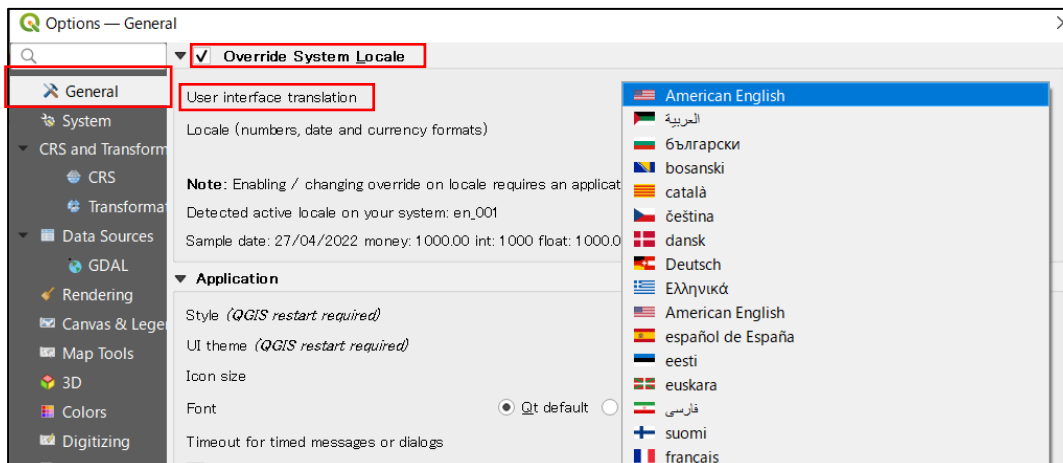 Options — General
General
System
CRS and Transform
CRS
Transformat
Data Sources
GDAL
Rendering
Canvas & Lege
Map Tools
3D
Colors
Digitizing
Override System Locale
User interface translation
Locale (numbers, date and currency formats)
Note: Enabling / changing override on locale requires an applicat
Detected active locale on your system: en_001
Sample date: 27/04/2022 money: 1000.00 int: 1000 float: 1000.0
Application
Style (QGIS restart required)
UI theme (QGIS restart required)
Icon size
Font
Qt default
Timeout for timed messages or dialogs
American English
العربية
български
bosanski
català
čeština
dansk
Deutsch
Ελληνικά
American English
español de España
eesti
euskara
فارسی
suomi
français